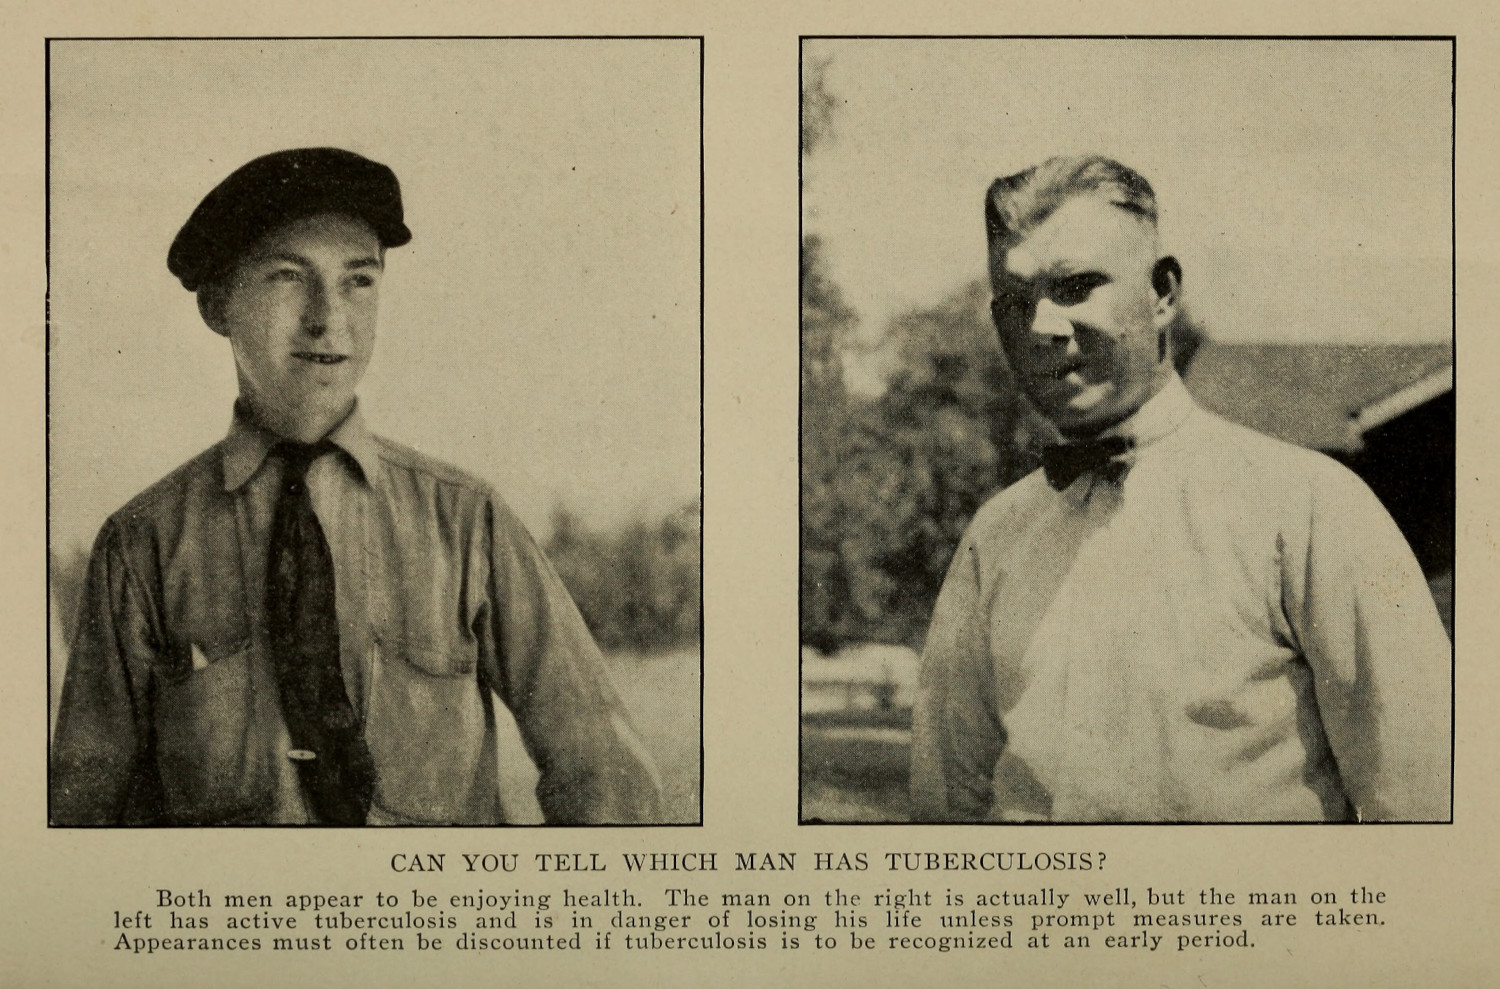 CAN YOU TELL WHICH MAN HAS TUBERCULOSIS?
Both men appear to be enjoying health. The man on the right is actually well, but the man on the
left has active tuberculosis and is in danger of losing his life unless prompt measures are taken.
Appearances must often be discounted if tuberculosis is to be recognized at an early period.